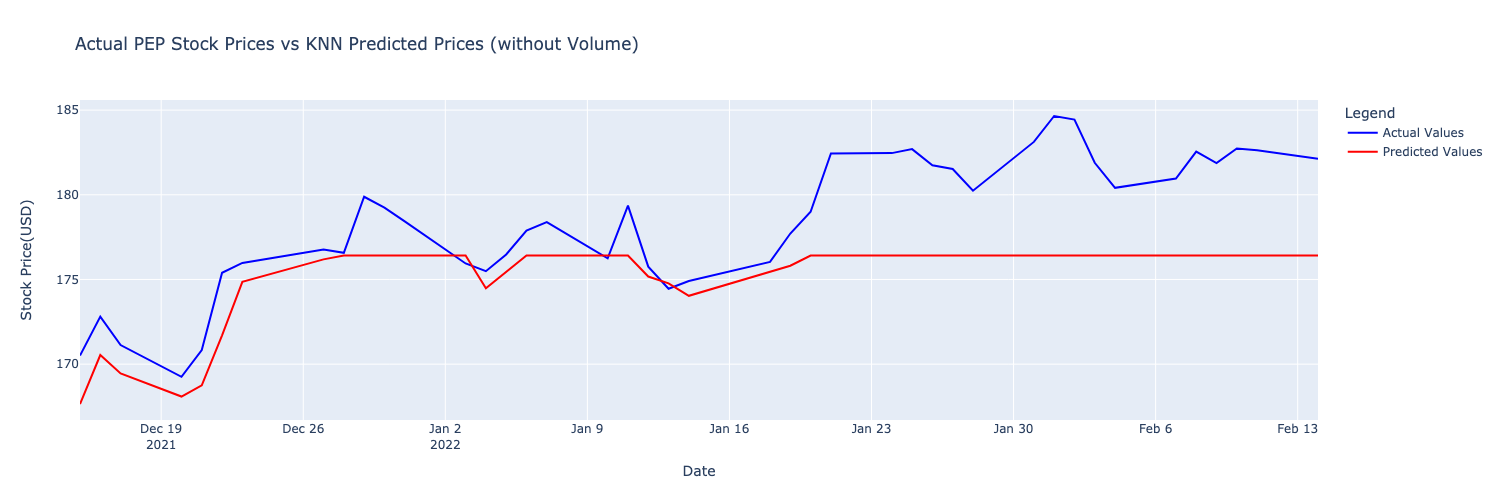 Actual PEP Stock Prices vs KNN Predicted Prices (without Volume)
Legend
Actual Values
Predicted Values
Stock Price(USD)
185
180
175
170
Dec 19
2021
Dec 26
Jan 2
2022
Jan 9
Jan 16
Jan 23
Jan 30
Feb 6
Feb 13
Date